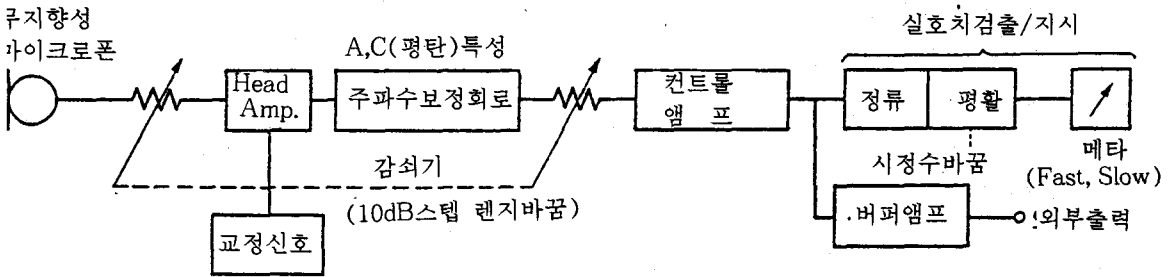 무지향성
마이크로폰
Head
Amp.
A,C(평탄)특성
주파수보정회로
감쇠기
(10dB스텝 렌지바꿈)
교정신호
컨트롤
앰 프
실호치검출/지시
정류
평활
시정수바꿈
메타
(Fast, Slow)
버퍼앰프
외부출력